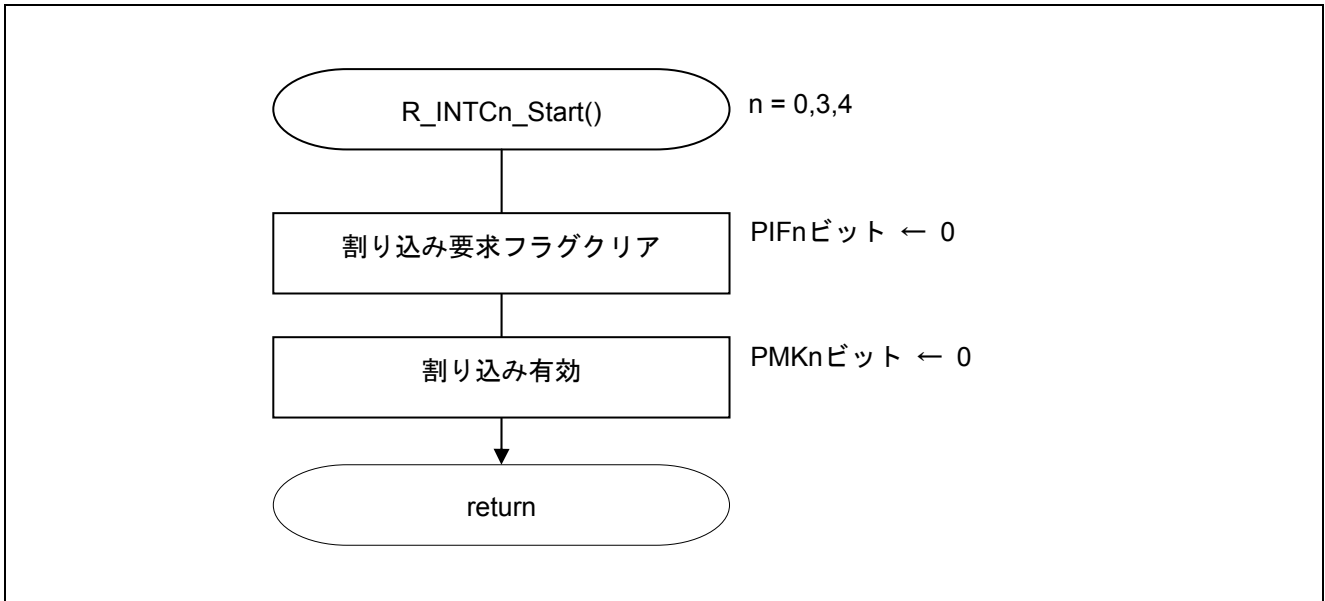 R_INTCn_Start()
n = 0,3,4
割り込み要求フラグクリア
PIFnビット ← 0
割り込み有効
PMKnビット ← 0
return